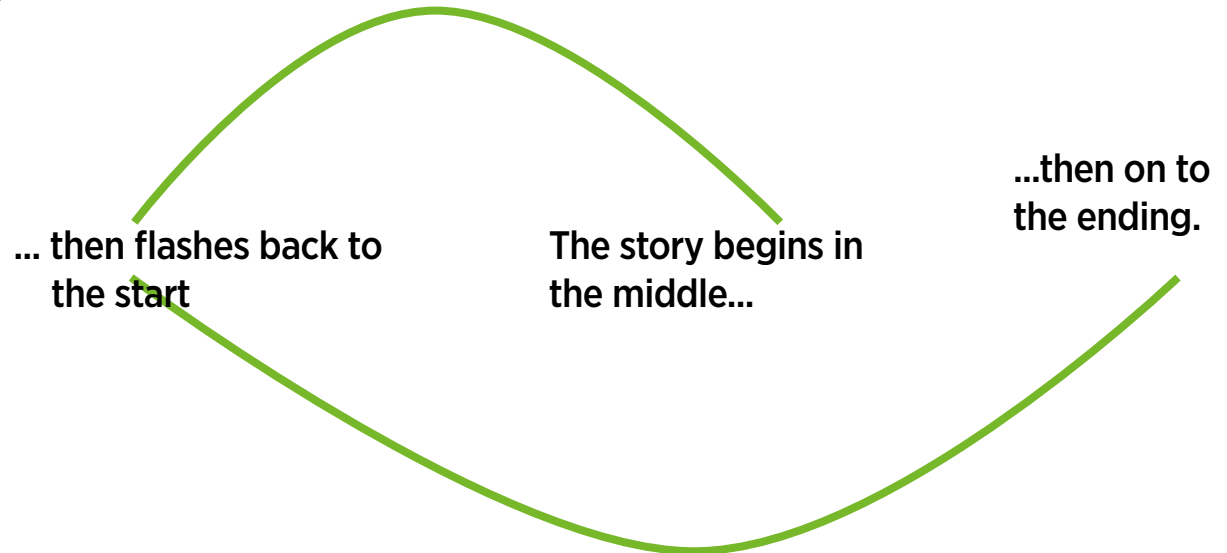 ... then flashes back to
the start
The story begins in
the middle...
...then on to
the ending.